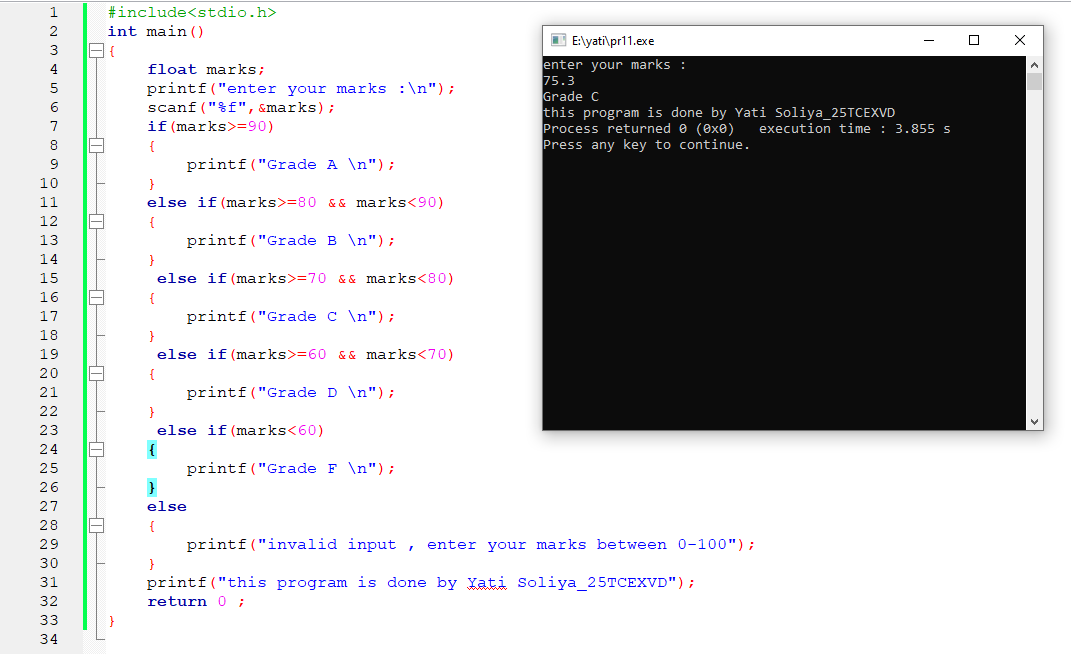 1 #include<stdio.h>
2 int main()
3 {
4 float marks;
5 printf("enter your marks :\n");
6 scanf("%f",&marks);
7 if(marks>=90)
8 {
9 printf("Grade A \n");
10 }
11 else if(marks>=80 && marks<90)
12 {
13 printf("Grade B \n");
14 }
15 else if(marks>=70 && marks<80)
16 {
17 printf("Grade C \n");
18 }
19 else if(marks>=60 && marks<70)
20 {
21 printf("Grade D \n");
22 }
23 else if(marks<60)
24 {
25 printf("Grade F \n");
26 }
27 else
28 {
29 printf("invalid input , enter your marks between 0-100");
30 }
31 printf("this program is done by Yati Soliya_25TCEXVD");
32 return 0 ;
33 }
34
E:\yati\pr11.exe
enter your marks :
75.3
Grade C
this program is done by Yati Soliya_25TCEXVD
Process returned 0 (0x0) execution time : 3.855 s
Press any key to continue.